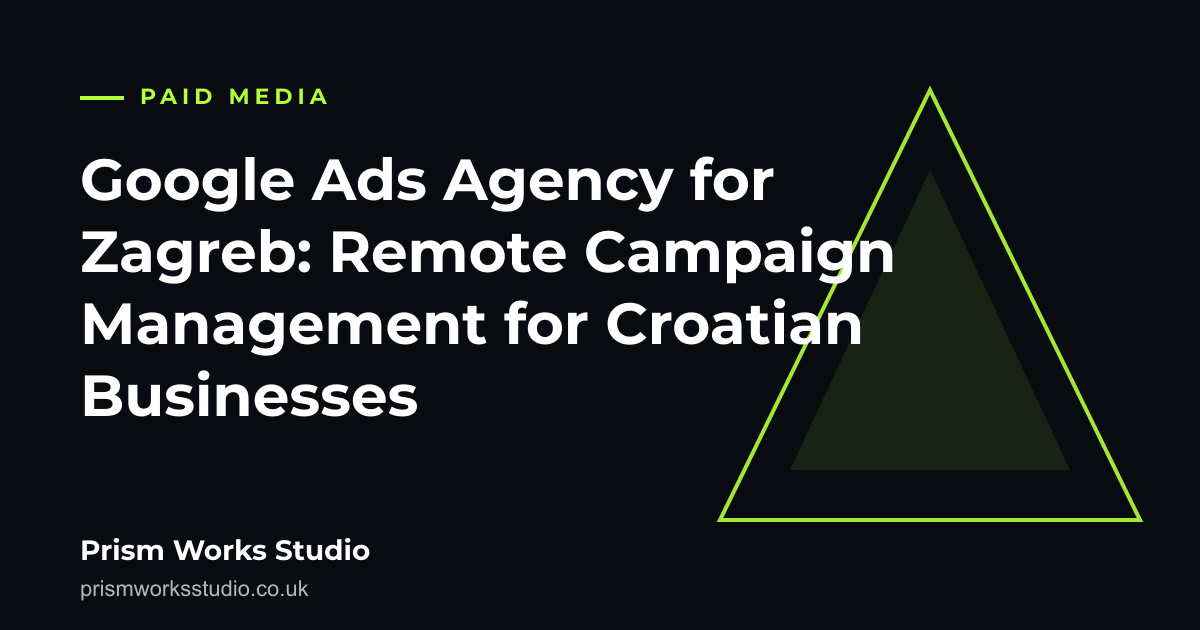 PAID MEDIA
Google Ads Agency for
Zagreb: Remote Campaign
Management for Croatian
Businesses
Prism Works Studio
prismworksstudio.co.uk